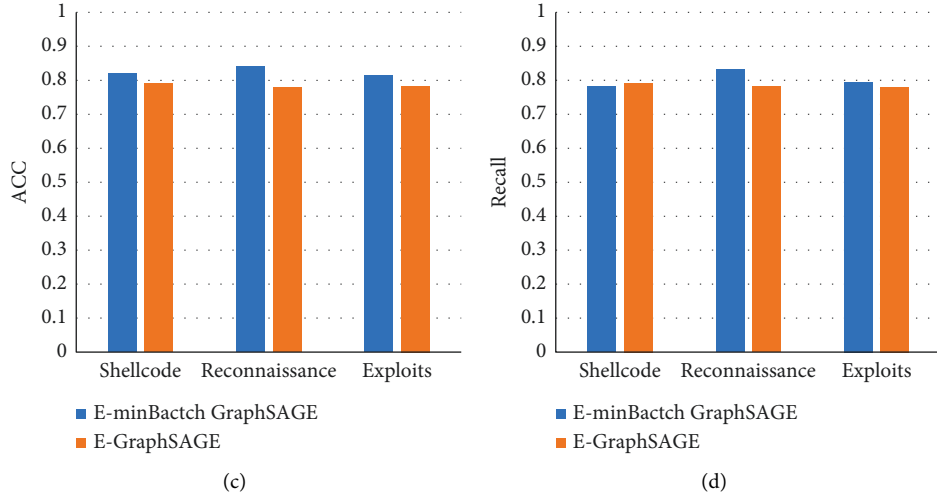 1
0.9
0.8
0.7
0.6
0.5
0.4
0.3
0.2
0.1
0
ACC
Shellcode Reconnaissance Exploits
E-minBactch GraphSAGE
E-GraphSAGE
(c)
1
0.9
0.8
0.7
0.6
0.5
0.4
0.3
0.2
0.1
0
Recall
Shellcode Reconnaissance Exploits
E-minBactch GraphSAGE
E-GraphSAGE
(d)